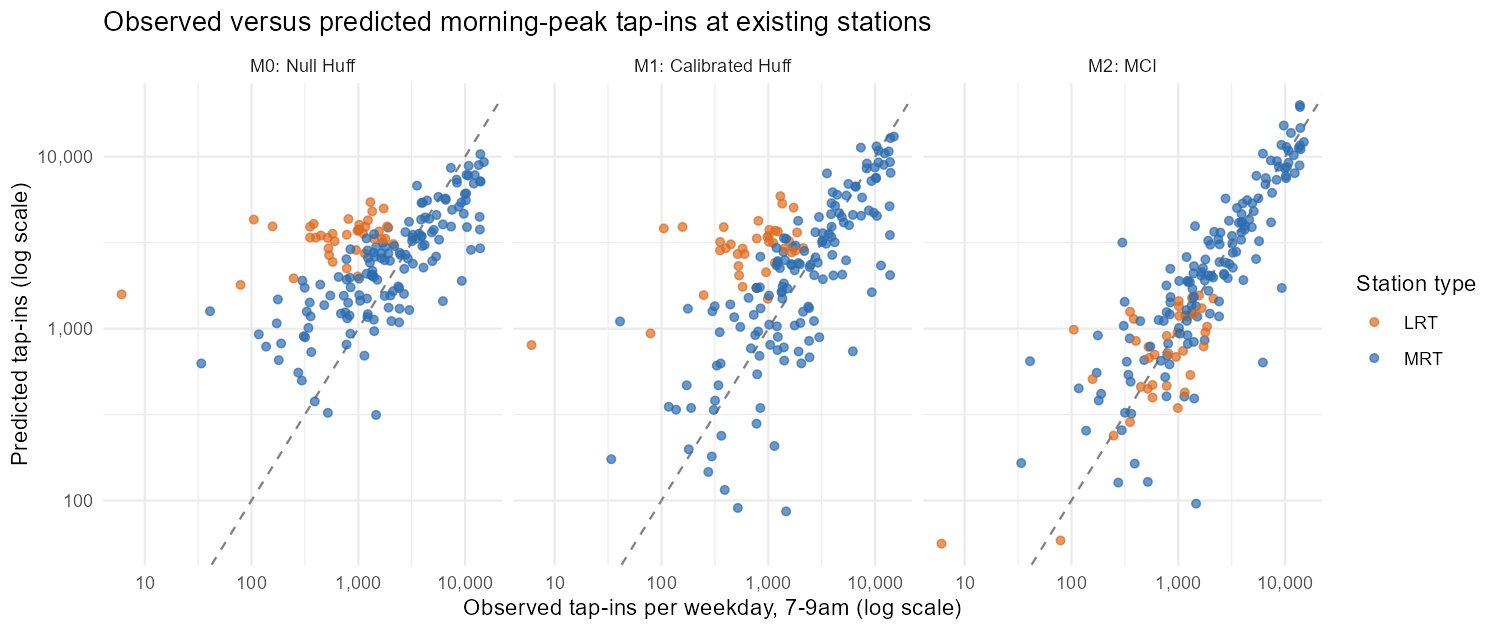 Observed versus predicted morning-peak tap-ins at existing stations
M0: Null Huff
M1: Calibrated Huff
M2: MCI
Predicted tap-ins (log scale)
10,000
1,000
100
10
100
1,000
10,000
10
100
1,000
10,000
10
100
1,000
10,000
Observed tap-ins per weekday, 7-9am (log scale)
Station type
LRT
MRT